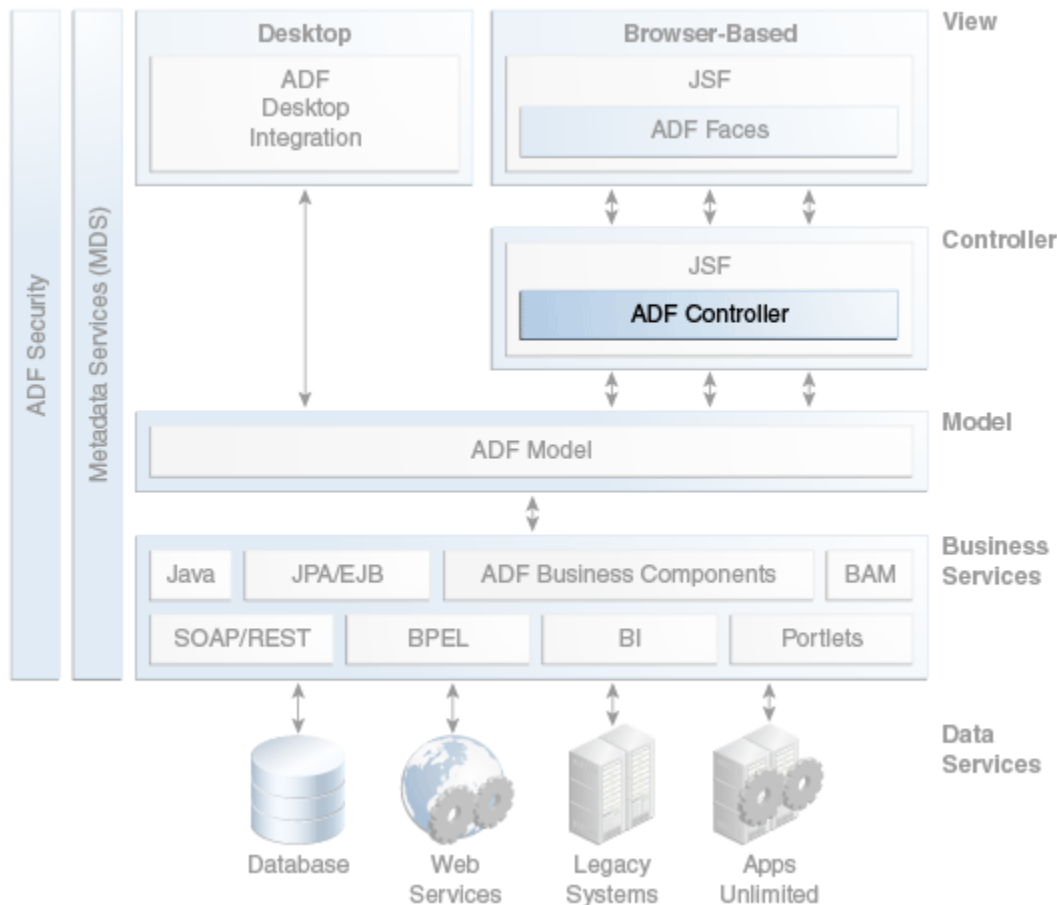 Desktop
ADF
Desktop
Integration
Browser-Based
JSF
ADF Faces
View
ADF Security
Metadata Services (MDS)
JSF
ADF Controller
Controller
ADF Model
Model
Java
JPA/EJB
ADF Business Components
BAM
SOAP/REST
BPEL
BI
Portlets
Business
Services
Database
Web
Services
Legacy
Systems
Apps
Unlimited
Data
Services